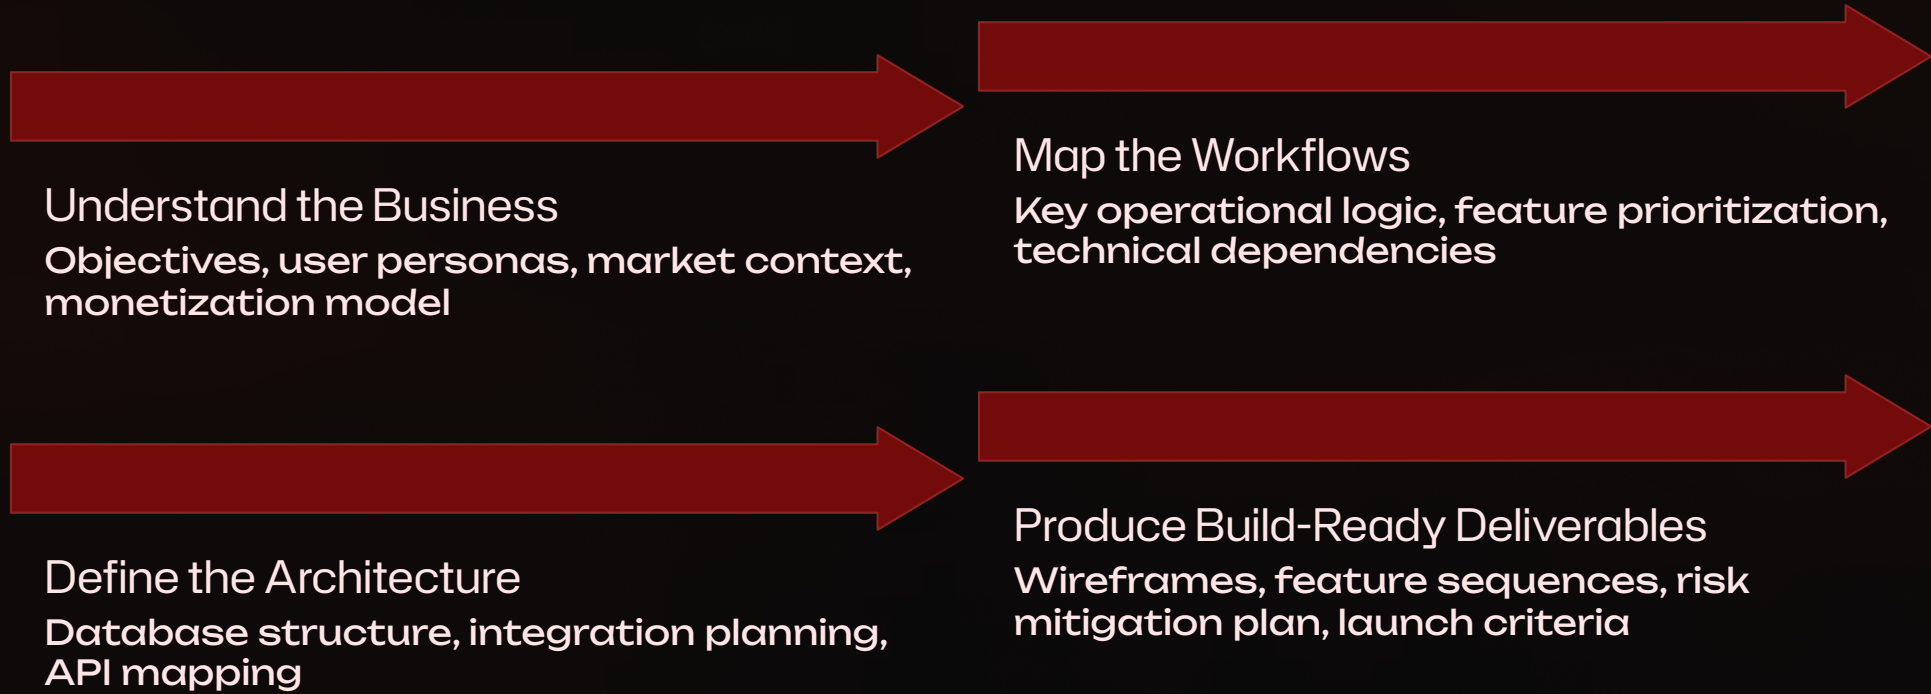 Understand the Business
Objectives, user personas, market context,
monetization model
Map the Workflows
Key operational logic, feature prioritization,
technical dependencies
Define the Architecture
Database structure, integration planning,
API mapping
Produce Build-Ready Deliverables
Wireframes, feature sequences, risk
mitigation plan, launch criteria